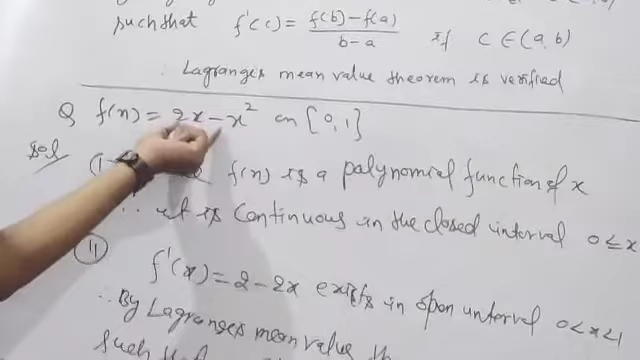 such that f'(c) = f(b) - f(a) / b - a if c ∈ (a, b)
∴ Lagranges mean value theorem is verified
Q f(n) = 2x - x² on [0, 1]
Sol
f(n) is a polynomial function of x
∴ it is continuous in the closed interval 0 ≤ x
(11) f'(x) = 2 - 2x exists in open interval 0 < x < 1
∴ By Lagranges mean value
such